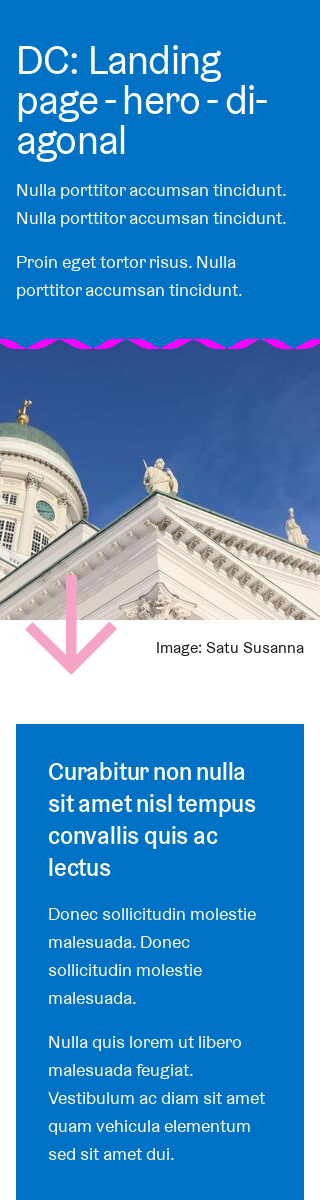 DC: Landing
page - hero - di-
agonal
Nulla porttitor accumsan tincidunt.
Nulla porttitor accumsan tincidunt.
Proin eget tortor risus. Nulla
porttitor accumsan tincidunt.
Image: Satu Susanna
Curabitur non nulla
sit amet nisl tempus
convallis quis ac
lectus
Donec sollicitudin molestie
malesuada. Donec
sollicitudin molestie
malesuada.
Nulla quis lorem ut libero
malesuada feugiat.
Vestibulum ac diam sit amet
quam vehicula elementum
sed sit amet dui.